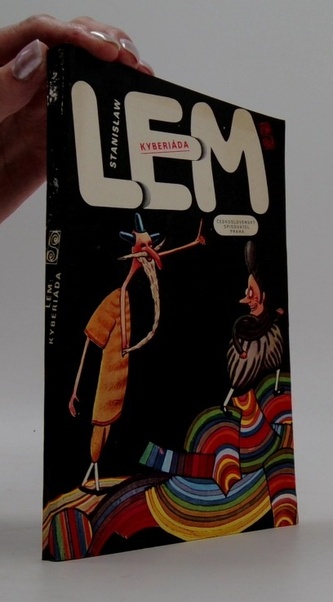 STANISLAW
LEM
KYBERIÁDA
ČESKOSLOVENSKÝ
SPISOVATEL
PRAHA
LEM
KYBERIÁDA